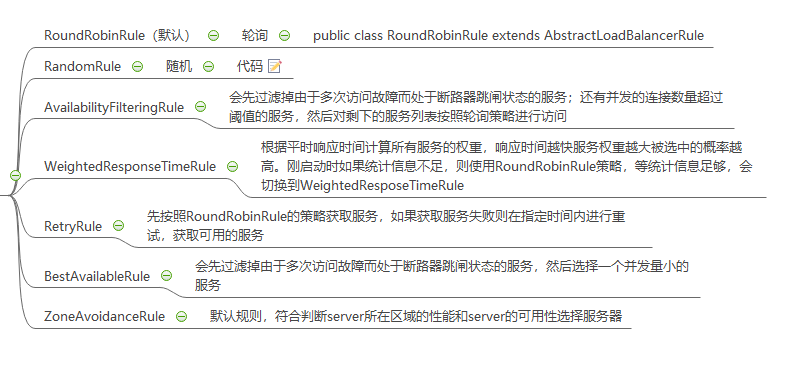 RoundRobinRule（默认） 轮询 public class RoundRobinRule extends AbstractLoadBalancerRule
RandomRule 随机 代码
会先过滤掉由于多次访问故障而处于断路器跳闸状态的服务；还有并发的连接数量超过
AvailabilityFilteringRule
阈值的服务，然后对剩下的服务列表按照轮询策略进行访问
根据平时响应时间计算所有服务的权重，响应时间越快服务权重越大被选中的概率越
WeightedResponseTimeRule
高。刚启动时如果统计信息不足，则使用RoundRobinRule策略，等统计信息足够，会
切换到WeightedResposeTimeRule
先按照RoundRobinRule的策略获取服务，如果获取服务失败则在指定时间内进行重
RetryRule
试，获取可用的服务
会先过滤掉由于多次访问故障而处于断路器跳闸状态的服务，然后选择一个并发量小的
BestAvailableRule
服务
ZoneAvoidanceRule 默认规则，符合判断server所在区域的性能和server的可用性选择服务器